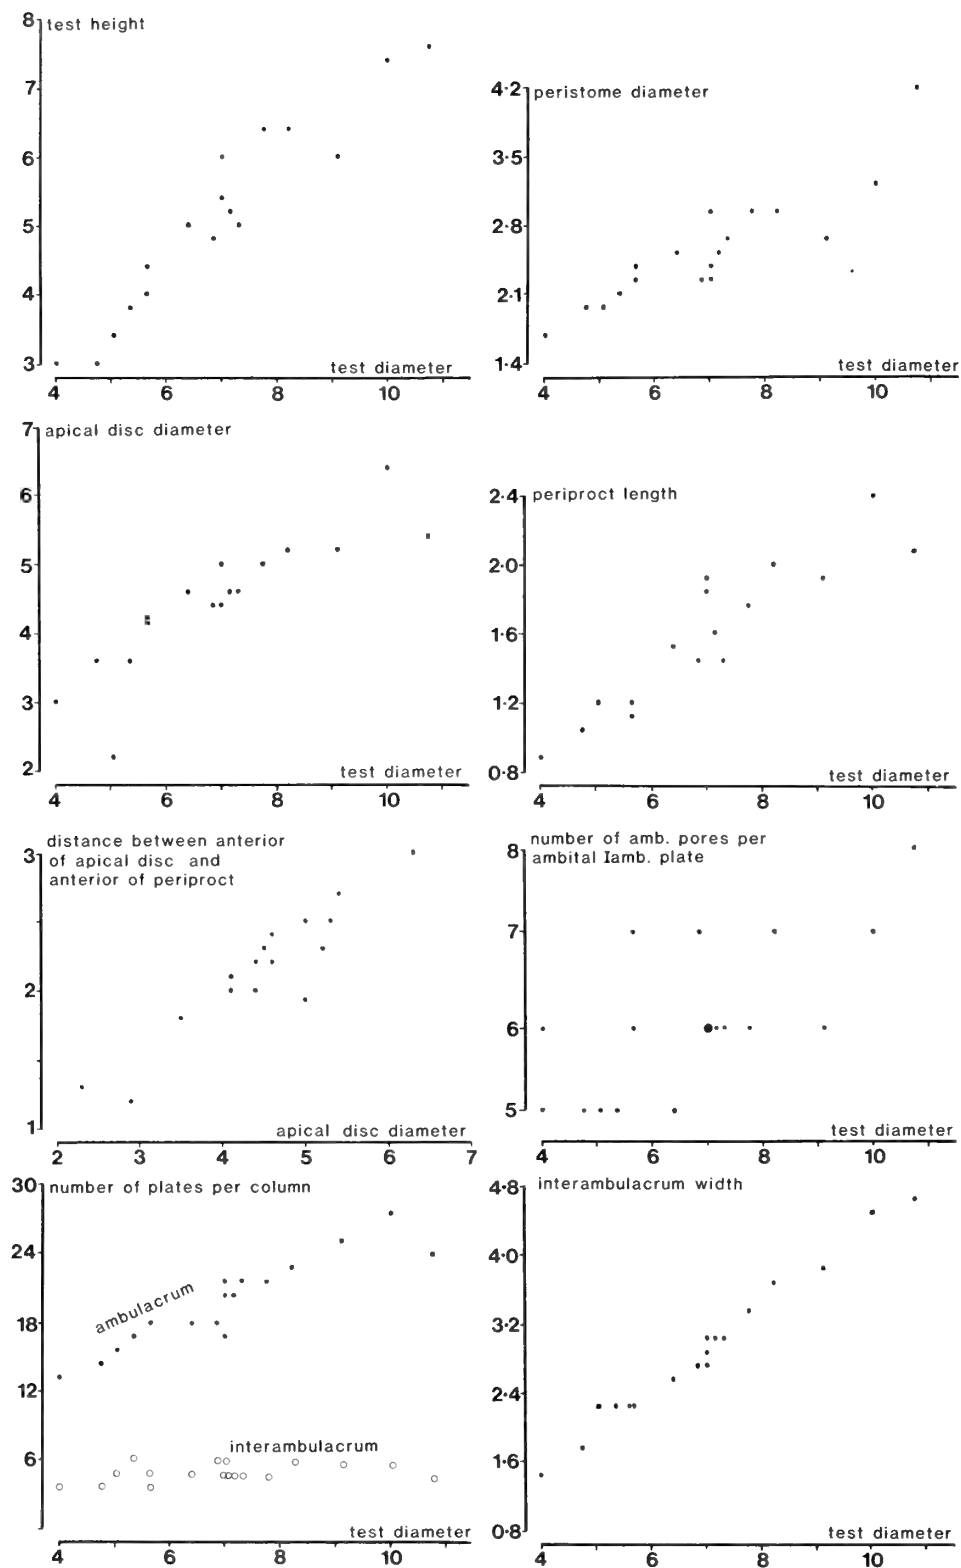 8
test height
7
6
5
4
3
test diameter
4 6 8 10
4·2
peristome diameter
3·5
2·8
2·1
1·4
test diameter
4 6 8 10
7
apical disc diameter
6
5
4
3
2
test diameter
4 6 8 10
2·4
periproct length
2·0
1·6
1·2
0·8
test diameter
4 6 8 10
distance between anterior
3
of apical disc and
anterior of periproct
2
1
apical disc diameter
2 3 4 5 6 7
number of amb. pores per
8
ambital Iamb. plate
7
6
5
test diameter
4 6 8 10
30
number of plates per column
24
ambulacrum
18
12
interambulacrum
6
test diameter
4 6 8 10
4·8
interambulacrum width
4·0
3·2
2·4
1·6
0·8
test diameter
4 6 8 10